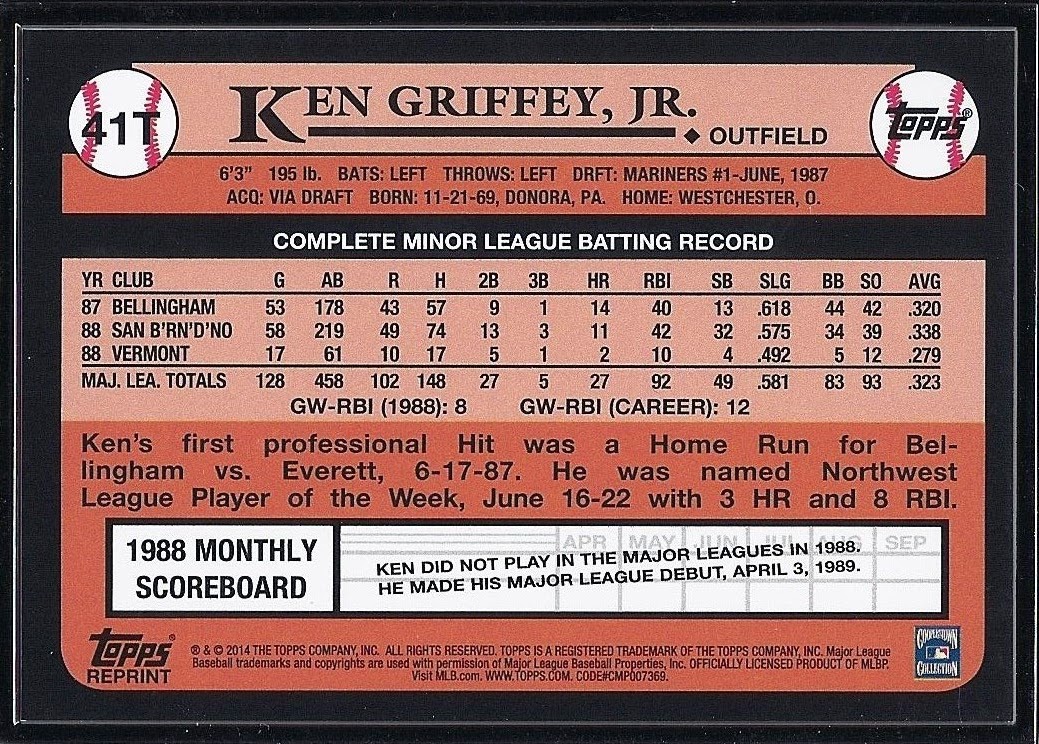 41T
KEN GRIFFEY, JR.
◆ OUTFIELD
TOPPS®
6'3" 195 lb. BATS: LEFT THROWS: LEFT DRFT: MARINERS #1-JUNE, 1987
ACQ: VIA DRAFT BORN: 11-21-69, DONORA, PA. HOME: WESTCHESTER, O.
COMPLETE MINOR LEAGUE BATTING RECORD
YR CLUB G AB R H 2B 3B HR RBI SB SLG BB SO AVG
87 BELLINGHAM 53 178 43 57 9 1 14 40 13 .618 44 42 .320
88 SAN B'RN'D'NO 58 219 49 74 13 3 11 42 32 .575 34 39 .338
88 VERMONT 17 61 10 17 5 1 2 10 4 .492 5 12 .279
MAJ. LEA. TOTALS 128 458 102 148 27 5 27 92 49 .581 83 93 .323
GW-RBI (1988): 8 GW-RBI (CAREER): 12
Ken's first professional Hit was a Home Run for Bel-
lingham vs. Everett, 6-17-87. He was named Northwest
League Player of the Week, June 16-22 with 3 HR and 8 RBI.
1988 MONTHLY
SCOREBOARD
APR MAY JUN JUL AUG SEP
KEN DID NOT PLAY IN THE MAJOR LEAGUES IN 1988.
HE MADE HIS MAJOR LEAGUE DEBUT, APRIL 3, 1989.
TOPPS®
REPRINT
® & © 2014 THE TOPPS COMPANY, INC. ALL RIGHTS RESERVED. TOPPS IS A REGISTERED TRADEMARK OF THE TOPPS COMPANY, INC. Major League
Baseball trademarks and copyrights are used with permission of Major League Baseball Properties, Inc. OFFICIALLY LICENSED PRODUCT OF MLBP.
Visit MLB.com. WWW.TOPPS.COM. CODE#CMP007369.
COOPERSTOWN
COLLECTION